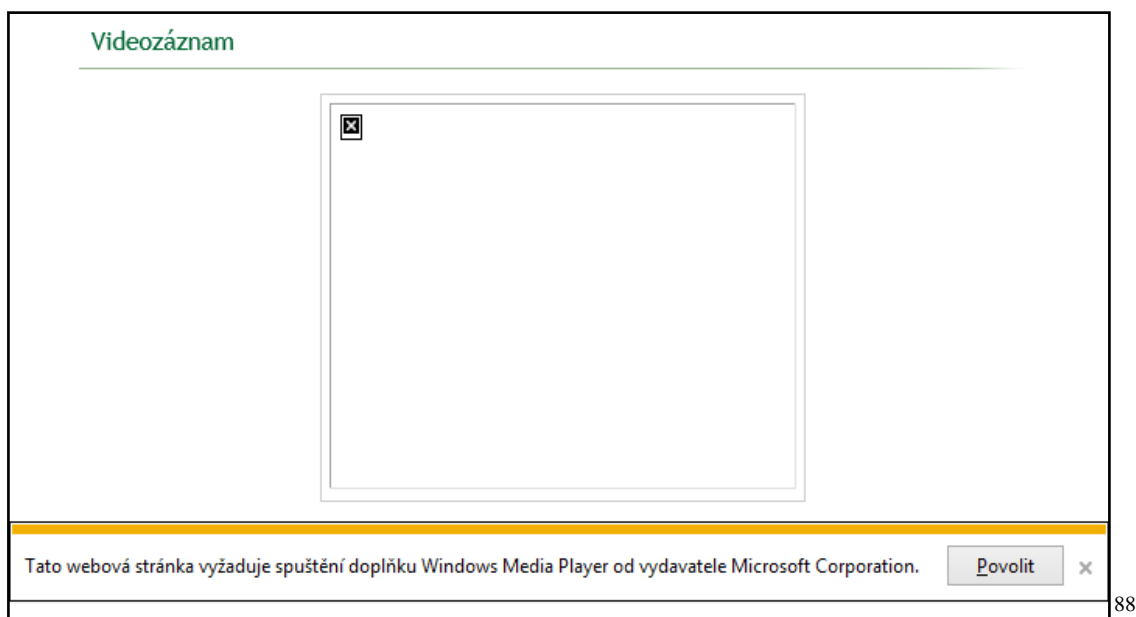 Videozáznam
Tato webová stránka vyžaduje spuštění doplňku Windows Media Player od vydavatele Microsoft Corporation. Povolit
88